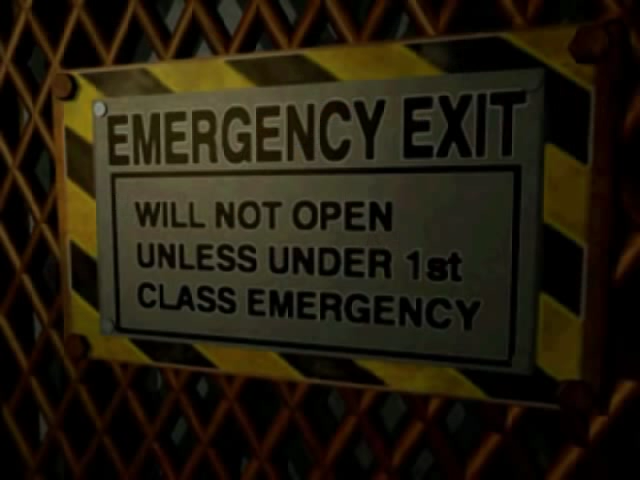 EMERGENCY EXIT
WILL NOT OPEN
UNLESS UNDER 1st
CLASS EMERGENCY